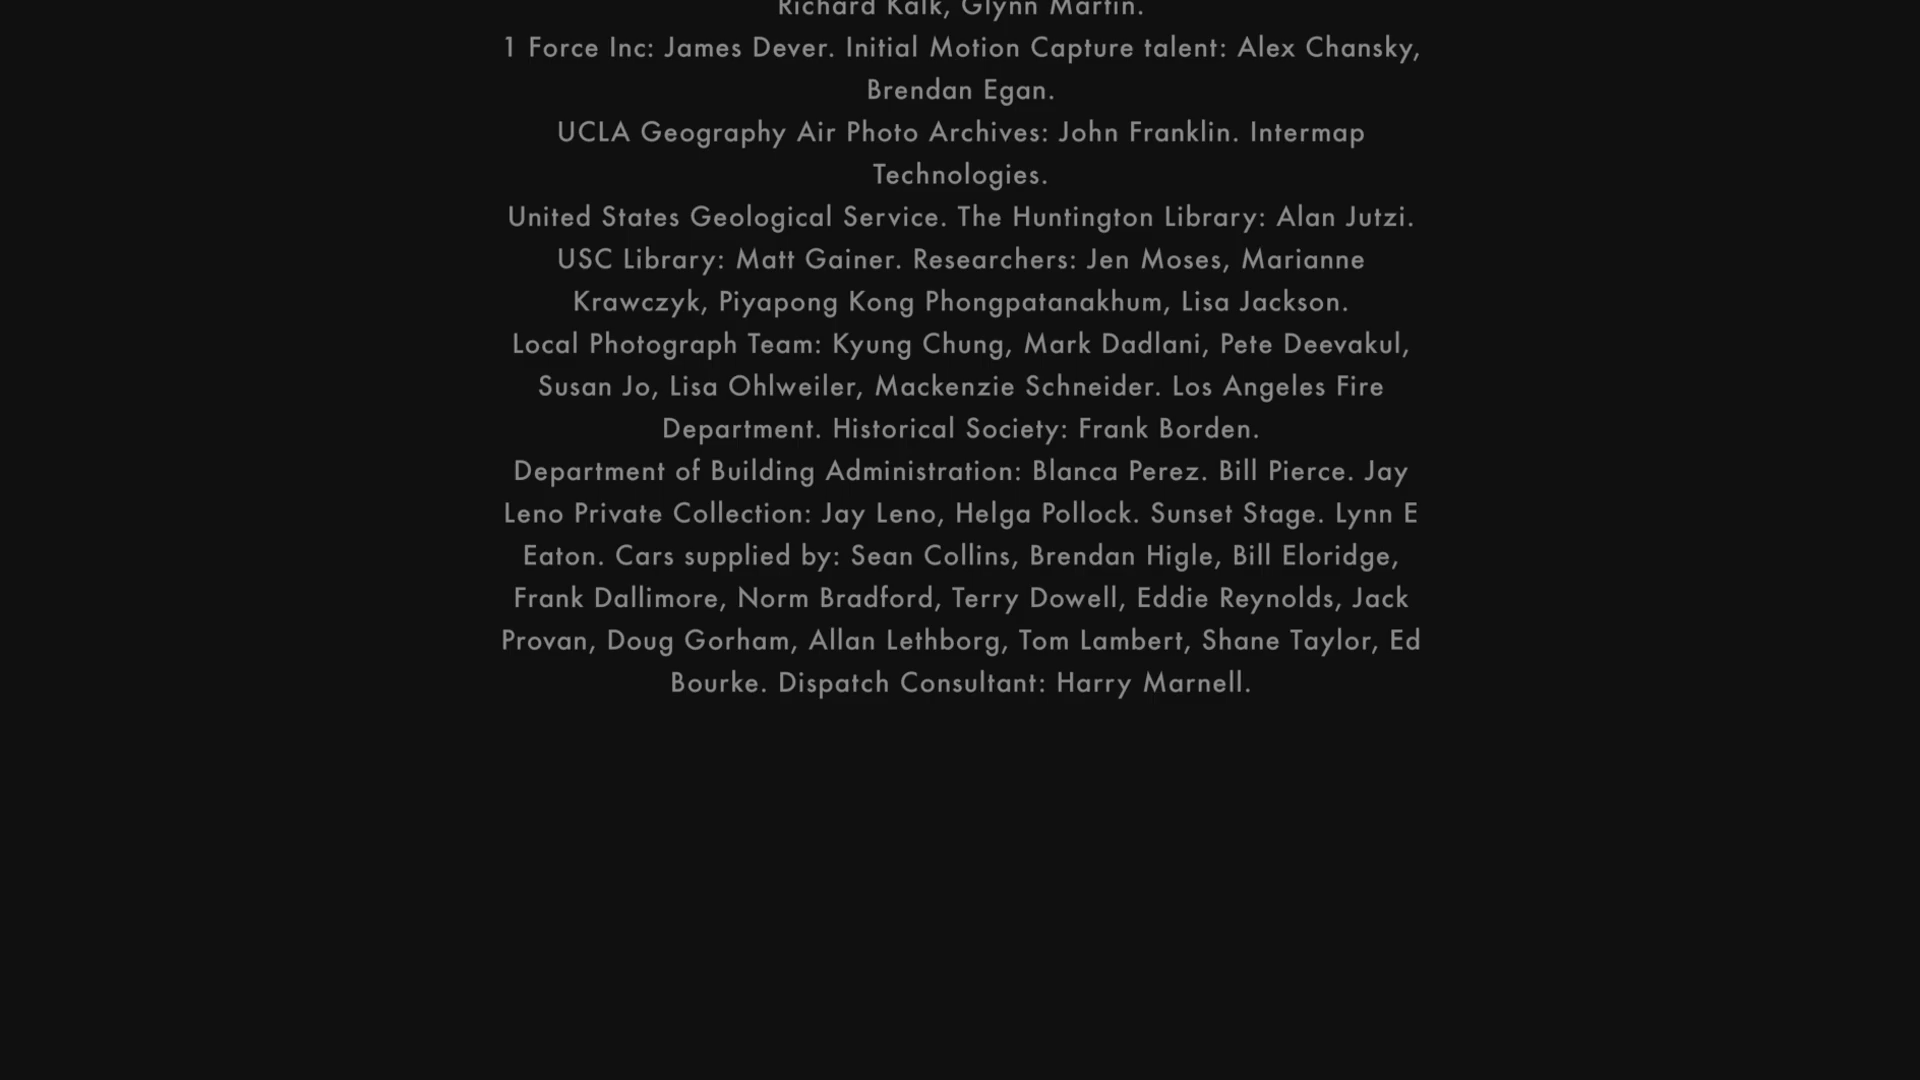 Richard Kalk, Glynn Martin.
1 Force Inc: James Dever. Initial Motion Capture talent: Alex Chansky,
Brendan Egan.
UCLA Geography Air Photo Archives: John Franklin. Intermap
Technologies.
United States Geological Service. The Huntington Library: Alan Jutzi.
USC Library: Matt Gainer. Researchers: Jen Moses, Marianne
Krawczyk, Piyapong Kong Phongpatanakhum, Lisa Jackson.
Local Photograph Team: Kyung Chung, Mark Dadlani, Pete Deevakul,
Susan Jo, Lisa Ohlweiler, Mackenzie Schneider. Los Angeles Fire
Department. Historical Society: Frank Borden.
Department of Building Administration: Blanca Perez. Bill Pierce. Jay
Leno Private Collection: Jay Leno, Helga Pollock. Sunset Stage. Lynn E
Eaton. Cars supplied by: Sean Collins, Brendan Higle, Bill Eloridge,
Frank Dallimore, Norm Bradford, Terry Dowell, Eddie Reynolds, Jack
Provan, Doug Gorham, Allan Lethborg, Tom Lambert, Shane Taylor, Ed
Bourke. Dispatch Consultant: Harry Marnell.